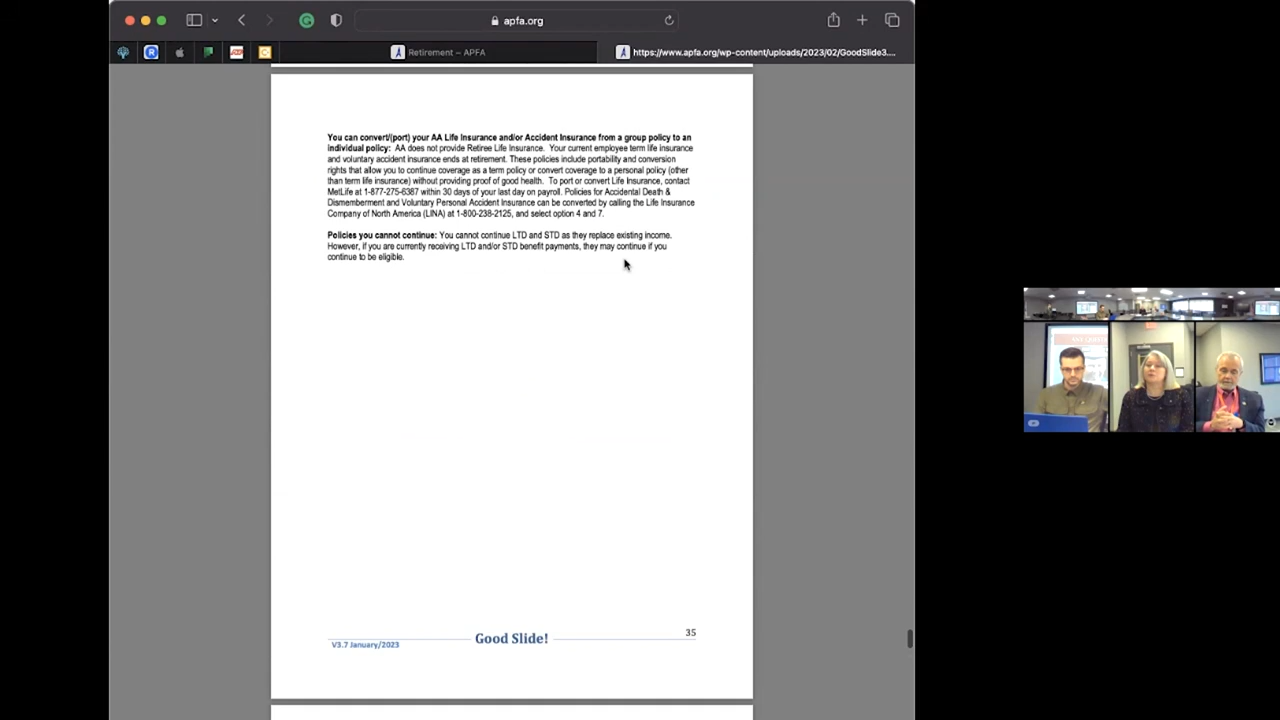 apfa.org
Retirement – APFA
https://www.apfa.org/wp-content/uploads/2023/02/GoodSlide3....
You can convert/(port) your AA Life Insurance and/or Accident Insurance from a group policy to an
individual policy: AA does not provide Retiree Life Insurance. Your current employee term life insurance
and voluntary accident insurance ends at retirement. These policies include portability and conversion
rights that allow you to continue coverage as a term policy or convert coverage to a personal policy (other
than term life insurance) without providing proof of good health. To port or convert Life Insurance, contact
MetLife at 1-877-275-6387 within 30 days of your last day on payroll. Policies for Accidental Death &
Dismemberment and Voluntary Personal Accident Insurance can be converted by calling the Life Insurance
Company of North America (LINA) at 1-800-238-2125, and select option 4 and 7.
Policies you cannot continue: You cannot continue LTD and STD as they replace existing income.
However, if you are currently receiving LTD and/or STD benefit payments, they may continue if you
continue to be eligible.
35
Good Slide!
V3.7 January/2023